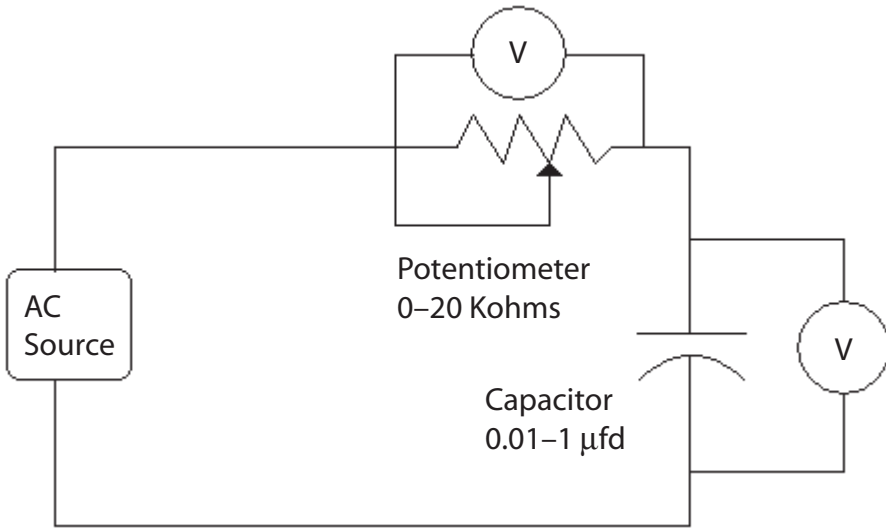 V
Potentiometer
0–20 Kohms
AC
Source
V
Capacitor
0.01–1 μfd